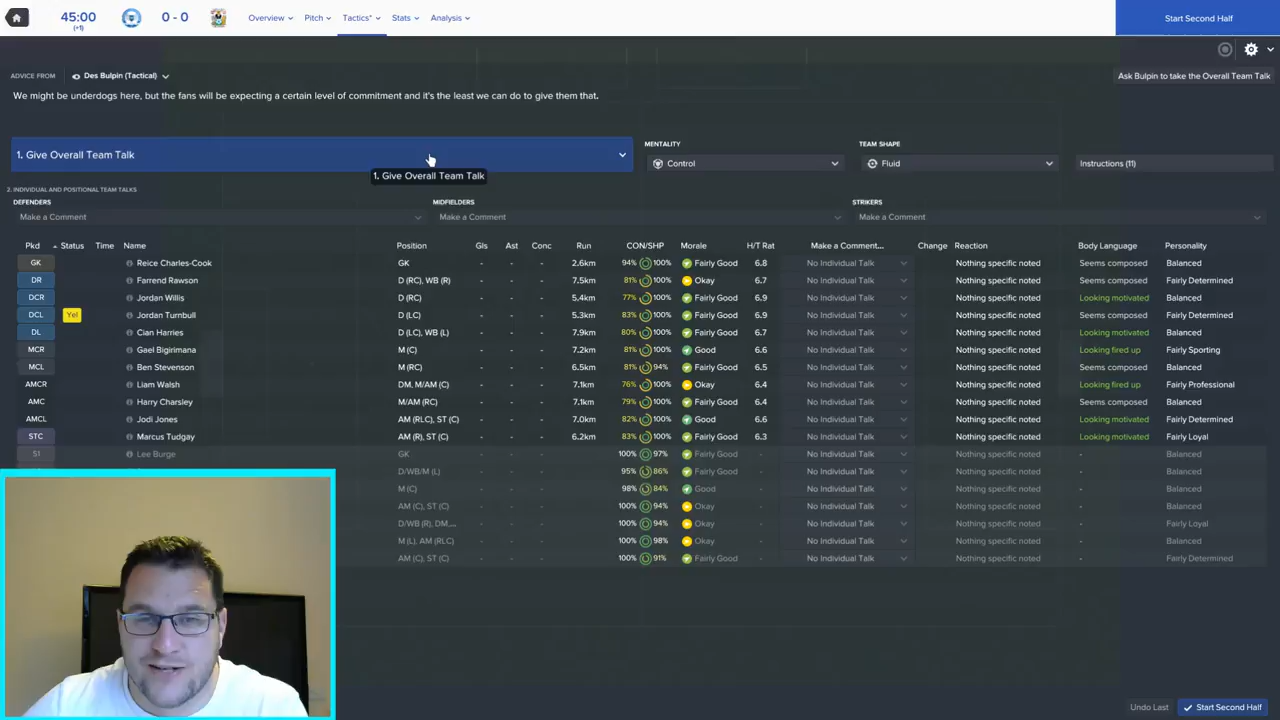 45:00 (+1) 0 - 0 Overview Pitch Tactics* Stats Analysis Start Second Half
ADVICE FROM Des Bulpin (Tactical) Ask Bulpin to take the Overall Team Talk
We might be underdogs here, but the fans will be expecting a certain level of commitment and it's the least we can do to give them that.
MENTALITY TEAM SHAPE
1. Give Overall Team Talk Control Fluid Instructions (11)
1. Give Overall Team Talk
2. INDIVIDUAL AND POSITIONAL TEAM TALKS
DEFENDERS MIDFIELDERS STRIKERS
Make a Comment Make a Comment Make a Comment
Pkd Status Time Name Position Gls Ast Conc Run CON/SHP Morale H/T Rat Make a Comment... Change Reaction Body Language Personality
GK Reice Charles-Cook GK - - - 2.6km 94% 100% Fairly Good 6.8 No Individual Talk Nothing specific noted Seems composed Balanced
DR Farrend Rawson D (RC), WB (R) - - - 7.5km 81% 100% Okay 6.7 No Individual Talk Nothing specific noted Seems composed Fairly Determined
DCR Jordan Willis D (RC) - - - 5.4km 77% 100% Fairly Good 6.9 No Individual Talk Nothing specific noted Looking motivated Balanced
DCL Yel Jordan Turnbull D (LC) - - - 5.3km 83% 100% Fairly Good 6.9 No Individual Talk Nothing specific noted Seems composed Fairly Determined
DL Cian Harries D (LC), WB (L) - - - 7.9km 80% 100% Fairly Good 6.7 No Individual Talk Nothing specific noted Looking motivated Balanced
MCR Gael Bigirimana M (C) - - - 7.2km 81% 100% Good 6.6 No Individual Talk Nothing specific noted Looking fired up Fairly Sporting
MCL Ben Stevenson M (RC) - - - 6.5km 81% 94% Fairly Good 6.5 No Individual Talk Nothing specific noted Seems composed Balanced
AMCR Liam Walsh DM, M/AM (C) - - - 7.1km 76% 100% Okay 6.4 No Individual Talk Nothing specific noted Looking fired up Fairly Professional
AMC Harry Charsley M/AM (RC) - - - 7.1km 79% 100% Fairly Good 6.4 No Individual Talk Nothing specific noted Seems composed Balanced
AMCL Jodi Jones AM (RLC), ST (C) - - - 7.0km 82% 100% Good 6.6 No Individual Talk Nothing specific noted Looking motivated Fairly Determined
STC Marcus Tudgay AM (R), ST (C) - - - 6.2km 83% 100% Fairly Good 6.3 No Individual Talk Nothing specific noted Looking motivated Fairly Loyal
S1 Lee Burge GK 100% 97% Fairly Good - No Individual Talk Nothing specific noted - Balanced
D/WB/M (L) 95% 86% Fairly Good - No Individual Talk Nothing specific noted - Balanced
M (C) 98% 84% Good - No Individual Talk Nothing specific noted - Balanced
AM (C), ST (C) 100% 94% Okay - No Individual Talk Nothing specific noted - Balanced
D/WB (R), DM,... 100% 94% Okay - No Individual Talk Nothing specific noted - Fairly Loyal
M (L), AM (RLC) 100% 98% Okay - No Individual Talk Nothing specific noted - Balanced
AM (C), ST (C) 100% 91% Fairly Good - No Individual Talk Nothing specific noted - Fairly Determined
Undo Last Start Second Half